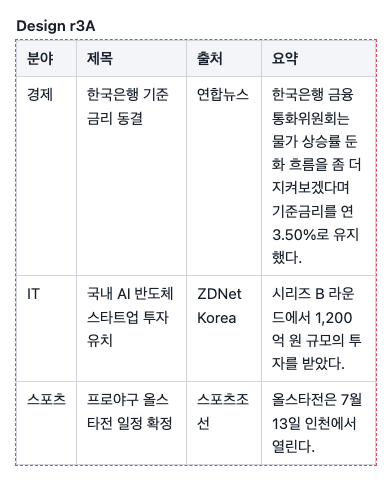 Design r3A
분야 제목 출처 요약
경제
한국은행 기준
금리 동결
연합뉴스
한국은행 금융
통화위원회는
물가 상승률 둔
화 흐름을 좀 더
지켜보겠다며
기준금리를 연
3.50%로 유지
했다.
IT
국내 AI 반도체
스타트업 투자
유치
ZDNet
Korea
시리즈 B 라운
드에서 1,200
억 원 규모의 투
자를 받았다.
스포츠
프로야구 올스
타전 일정 확정
스포츠조
선
올스타전은 7월
13일 인천에서
열린다.